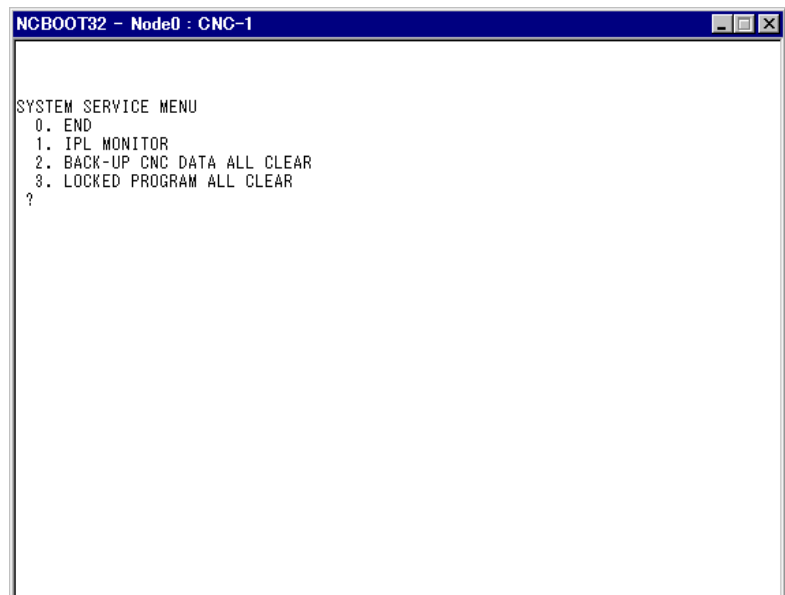 NCBOOT32 - Node0 : CNC-1
SYSTEM SERVICE MENU
0. END
1. IPL MONITOR
2. BACK-UP CNC DATA ALL CLEAR
3. LOCKED PROGRAM ALL CLEAR
?